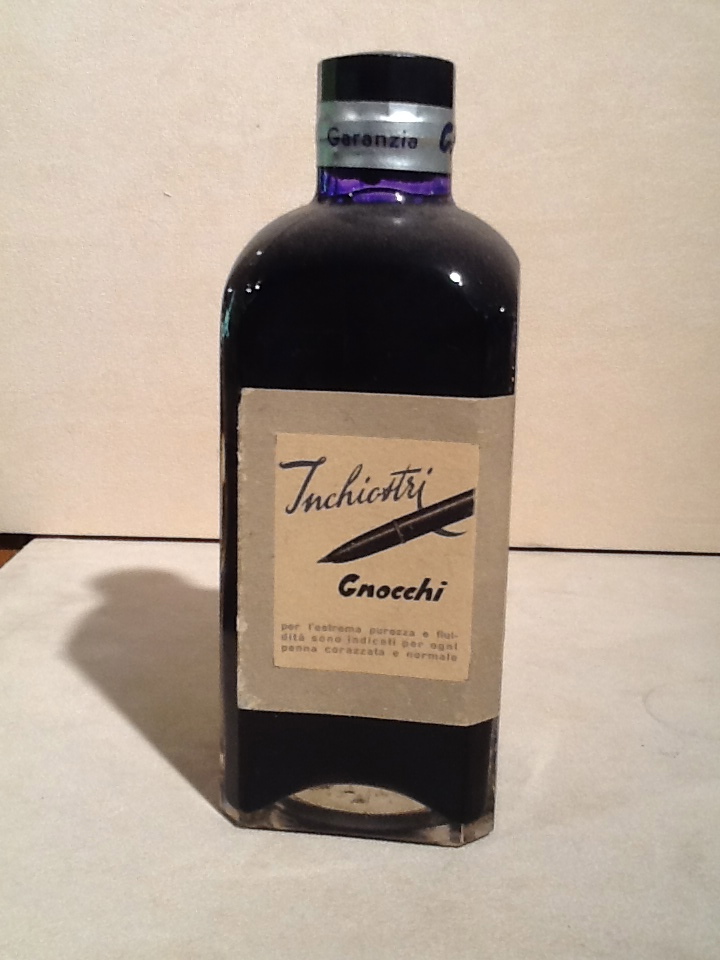 Garanzia G
Inchiostri
Gnocchi
per l'estrema purezza e flui-
dità sono indicati per ogni
penna corazzata e normale